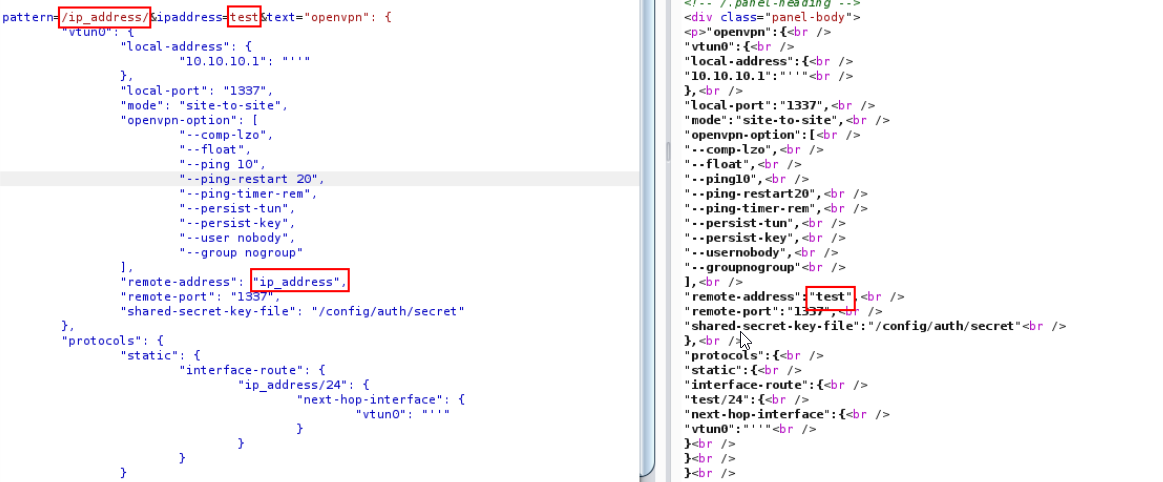 pattern=/ip_address/&ipaddress=test&text="openvpn": {
"vtun0": {
"local-address": {
"10.10.10.1": "''"
},
"local-port": "1337",
"mode": "site-to-site",
"openvpn-option": [
"--comp-lzo",
"--float",
"--ping 10",
"--ping-restart 20",
"--ping-timer-rem",
"--persist-tun",
"--persist-key",
"--user nobody",
"--group nogroup"
],
"remote-address": "ip_address",
"remote-port": "1337",
"shared-secret-key-file": "/config/auth/secret"
},
"protocols": {
"static": {
"interface-route": {
"ip_address/24": {
"next-hop-interface": {
"vtun0": "''"
}
}
}
}
<!-- /.panel-heading -->
<div class="panel-body">
<p>"openvpn":{<br />
"vtun0":{<br />
"local-address":{<br />
"10.10.10.1":"''"<br />
},<br />
"local-port":"1337",<br />
"mode":"site-to-site",<br />
"openvpn-option":[<br />
"--comp-lzo",<br />
"--float",<br />
"--ping10",<br />
"--ping-restart20",<br />
"--ping-timer-rem",<br />
"--persist-tun",<br />
"--persist-key",<br />
"--usernobody",<br />
"--groupnogroup"<br />
],<br />
"remote-address":"test",<br />
"remote-port":"1337",<br />
"shared-secret-key-file":"/config/auth/secret"<br />
},<br />
"protocols":{<br />
"static":{<br />
"interface-route":{<br />
"test/24":{<br />
"next-hop-interface":{<br />
"vtun0":"''"<br />
}<br />
}<br />
}<br />